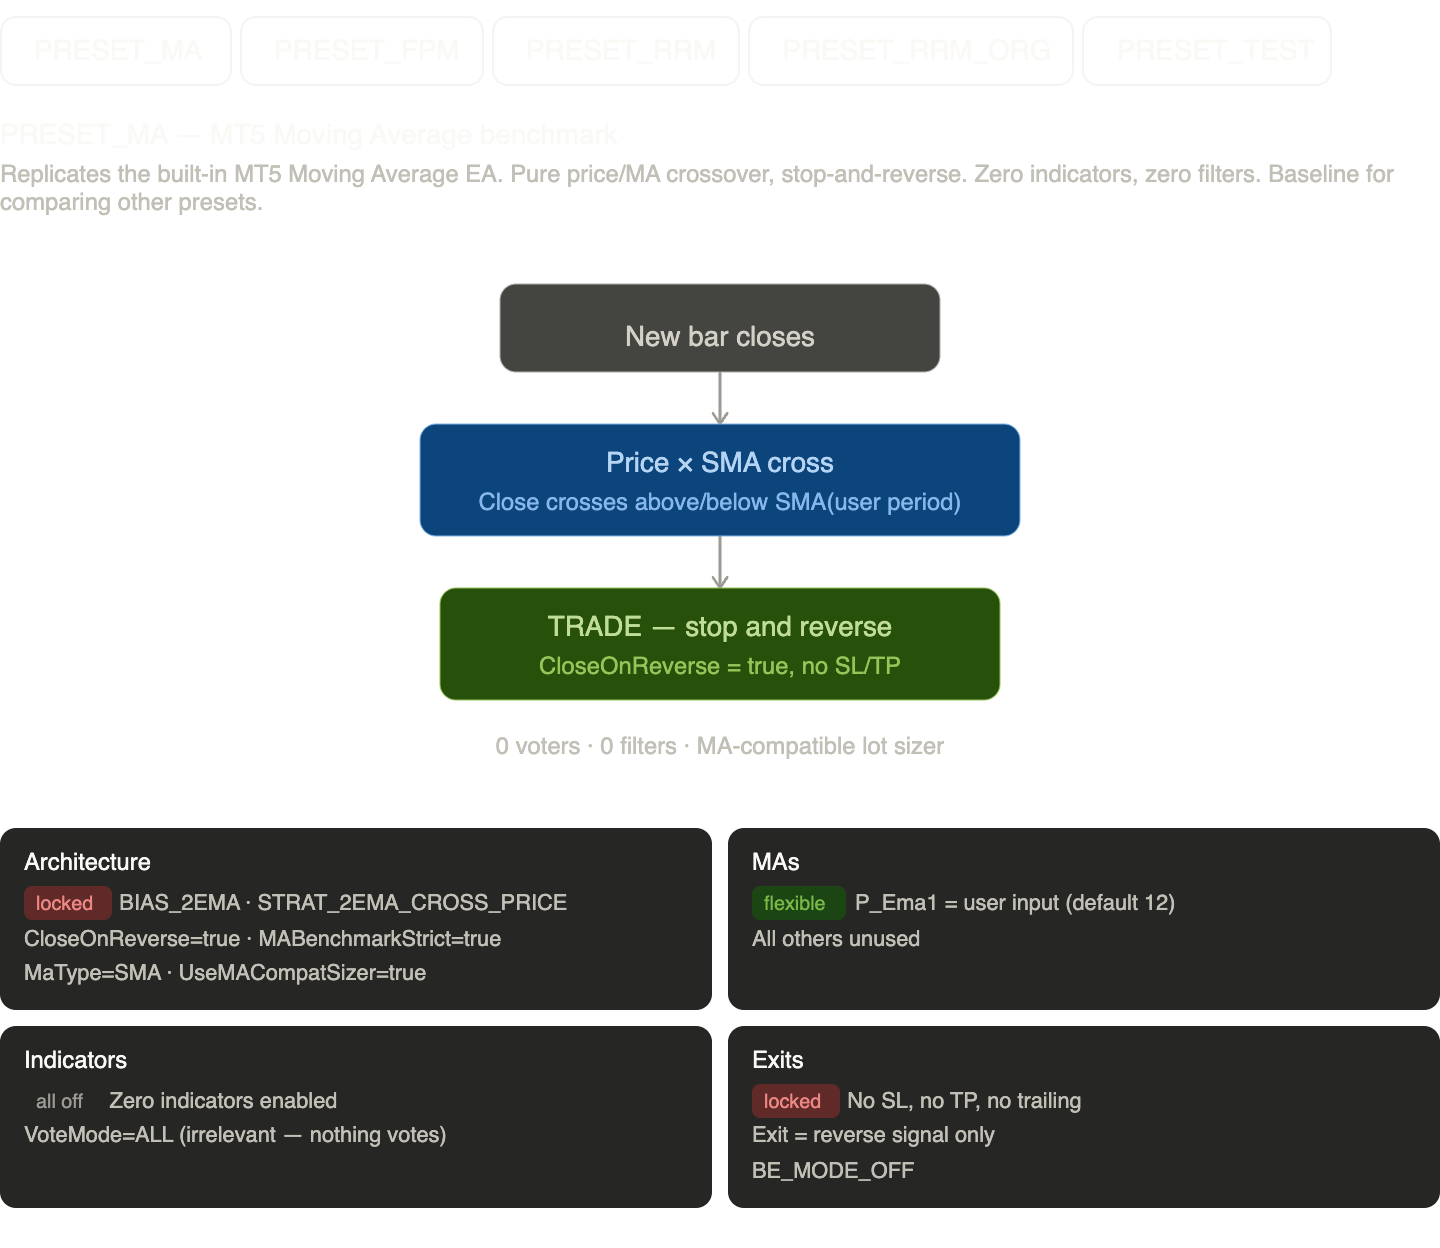 PRESET_MA
PRESET_FPM
PRESET_RRM
PRESET_RRM_ORG
PRESET_TEST
PRESET_MA — MT5 Moving Average benchmark
Replicates the built-in MT5 Moving Average EA. Pure price/MA crossover, stop-and-reverse. Zero indicators, zero filters. Baseline for
comparing other presets.
New bar closes
Price × SMA cross
Close crosses above/below SMA(user period)
TRADE — stop and reverse
CloseOnReverse = true, no SL/TP
0 voters · 0 filters · MA-compatible lot sizer
Architecture
locked BIAS_2EMA · STRAT_2EMA_CROSS_PRICE
CloseOnReverse=true · MABenchmarkStrict=true
MaType=SMA · UseMACompatSizer=true
MAs
flexible P_Ema1 = user input (default 12)
All others unused
Indicators
all off Zero indicators enabled
VoteMode=ALL (irrelevant — nothing votes)
Exits
locked No SL, no TP, no trailing
Exit = reverse signal only
BE_MODE_OFF